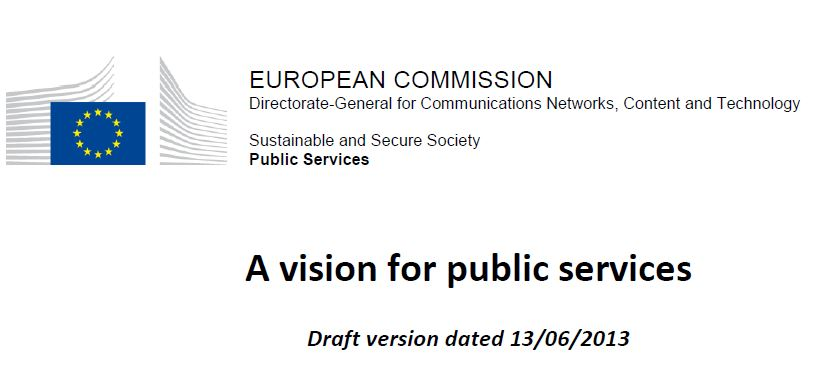 EUROPEAN COMMISSION
Directorate-General for Communications Networks, Content and Technology
Sustainable and Secure Society
Public Services
A vision for public services
Draft version dated 13/06/2013